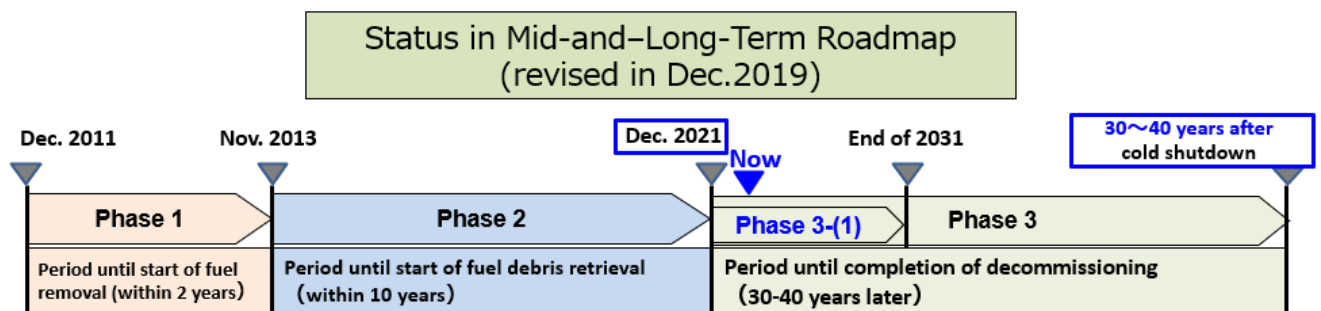 Status in Mid-and–Long-Term Roadmap
(revised in Dec.2019)
Dec. 2011
Nov. 2013
Dec. 2021
Now
End of 2031
30～40 years after
cold shutdown
Phase 1
Phase 2
Phase 3-(1)
Phase 3
Period until start of fuel
removal (within 2 years)
Period until start of fuel debris retrieval
（within 10 years）
Period until completion of decommissioning
（30-40 years later）